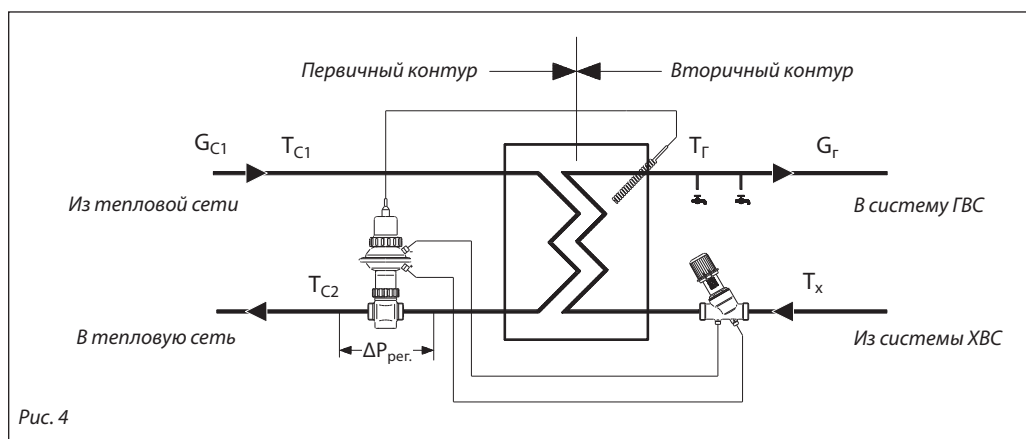 Первичный контур
Вторичный контур
G_C1
T_C1
T_Г
G_г
Из тепловой сети
В систему ГВС
T_C2
T_x
В тепловую сеть
ΔP_рег.
Из системы ХВС
Рис. 4